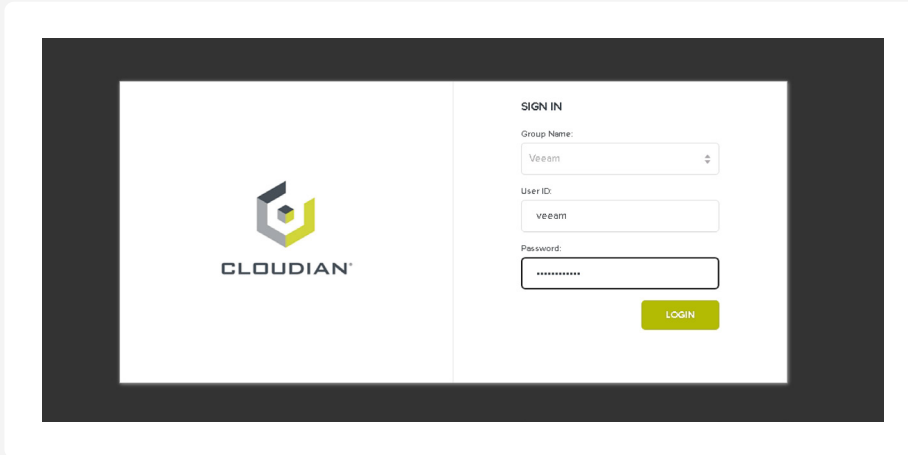 CLOUDIAN®
SIGN IN
Group Name:
Veeam
User ID:
veeam
Password:
••••••••••••
LOGIN